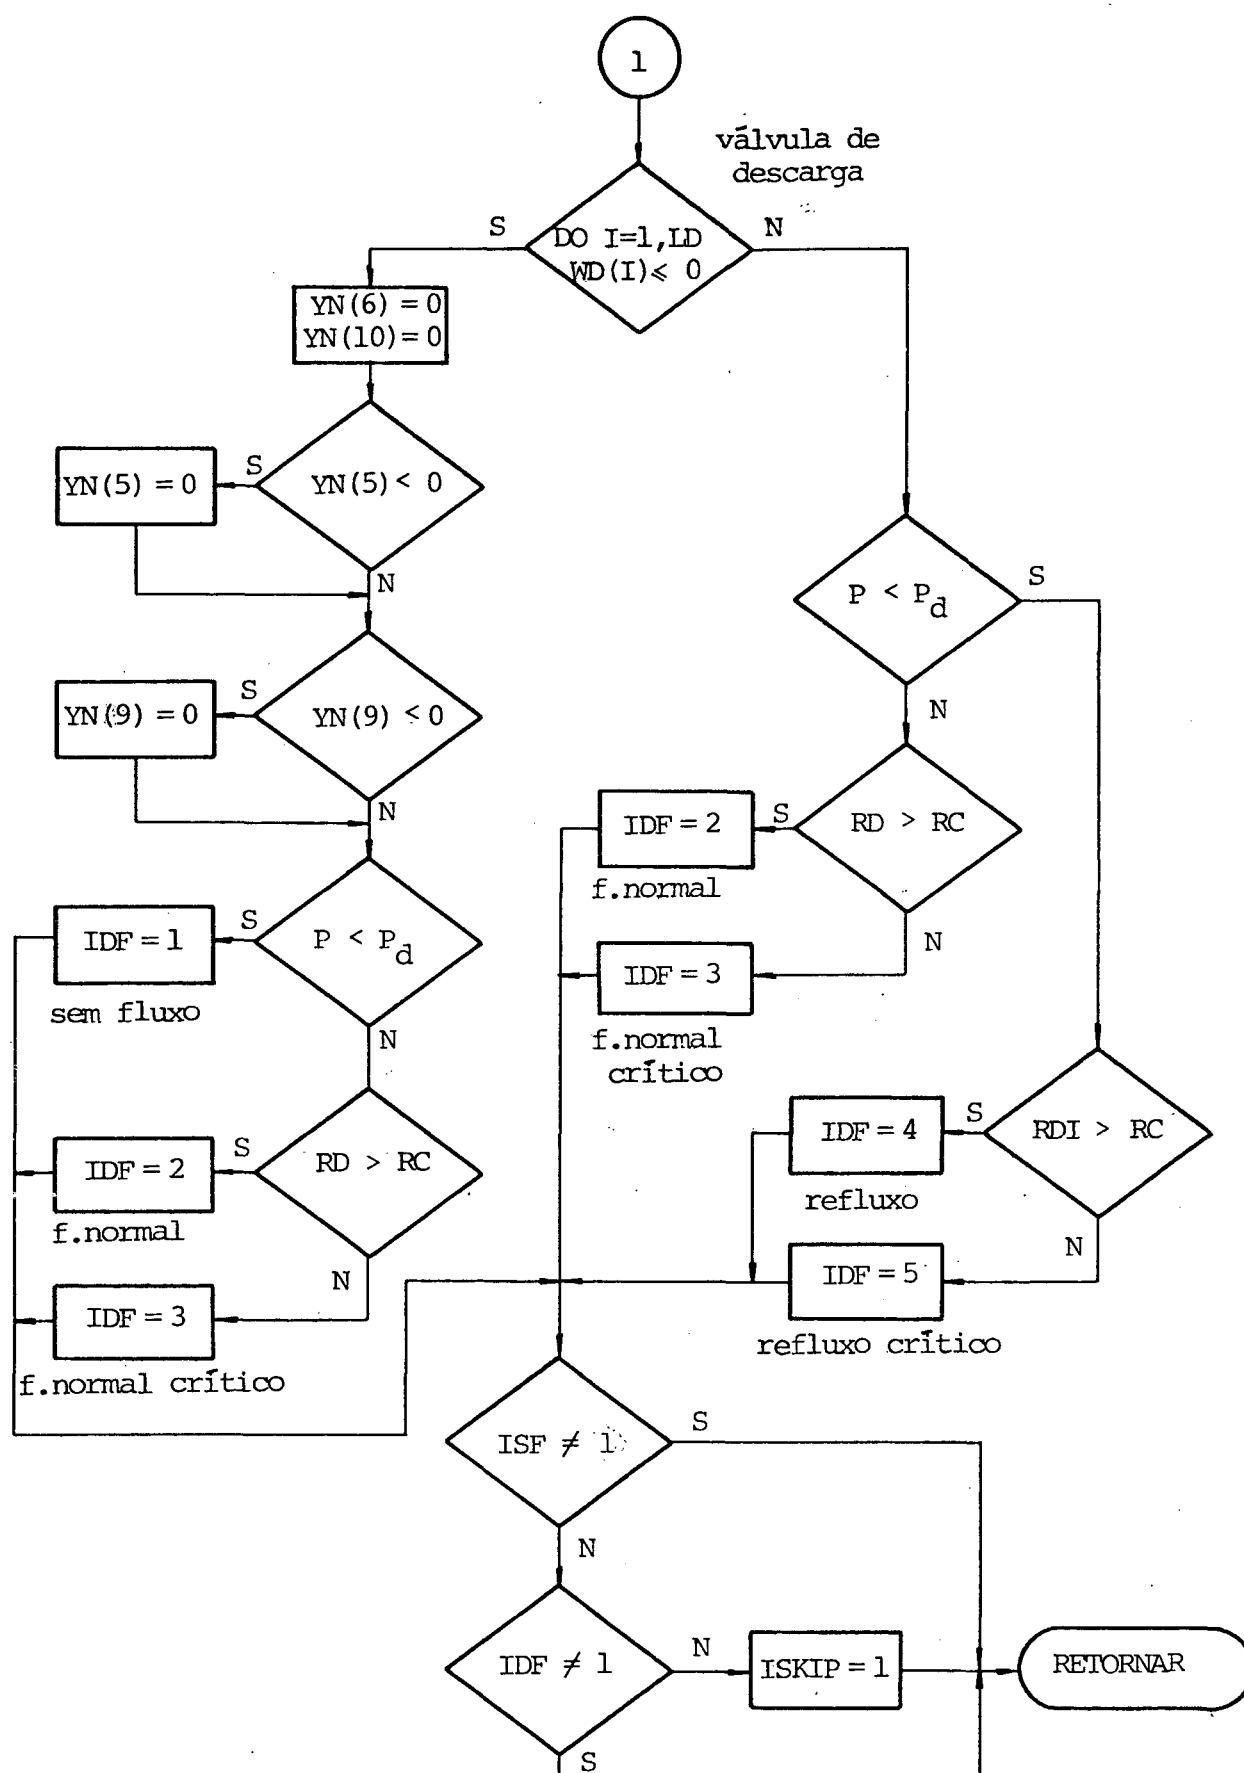 1
válvula de
descarga
S
N
DO I=1,LD
WD(I)⩽ 0
YN(6) = 0
YN(10)= 0
S
YN(5) = 0
YN(5) < 0
N
P < Pd
S
N
S
YN(9) = 0
YN(9) < 0
N
S
IDF = 2
RD > RC
f.normal
N
IDF = 3
f.normal
crítico
S
IDF = 1
P < Pd
sem fluxo
N
S
IDF = 4
RDI > RC
refluxo
N
IDF = 5
refluxo crítico
S
IDF = 2
RD > RC
f.normal
N
IDF = 3
f.normal crítico
ISF ≠ 1
S
N
IDF ≠ 1
N
ISKIP = 1
RETORNAR
S